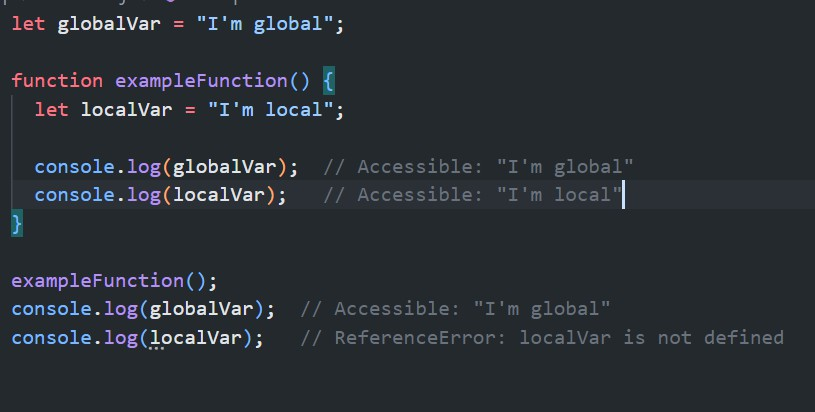 let globalVar = "I'm global";
function exampleFunction() {
let localVar = "I'm local";
console.log(globalVar);  // Accessible: "I'm global"
console.log(localVar);   // Accessible: "I'm local"
}
exampleFunction();
console.log(globalVar);  // Accessible: "I'm global"
console.log(localVar);   // ReferenceError: localVar is not defined